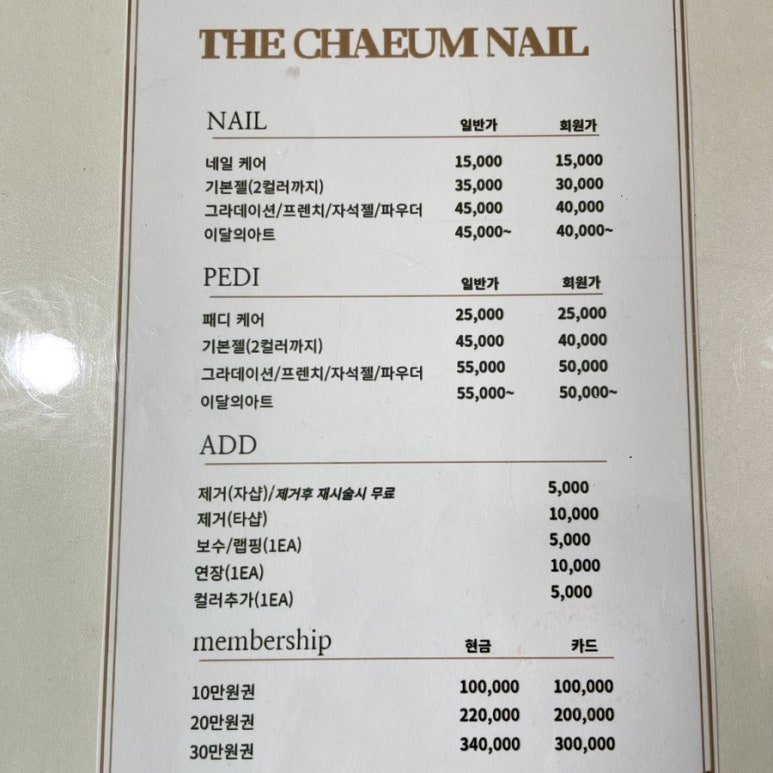 THE CHAEUM NAIL
NAIL 일반가 회원가
네일 케어 15,000 15,000
기본젤(2컬러까지) 35,000 30,000
그라데이션/프렌치/자석젤/파우더 45,000 40,000
이달의아트 45,000~ 40,000~
PEDI 일반가 회원가
패디 케어 25,000 25,000
기본젤(2컬러까지) 45,000 40,000
그라데이션/프렌치/자석젤/파우더 55,000 50,000
이달의아트 55,000~ 50,000~
ADD
제거(자샵)/제거후 재시술시 무료 5,000
제거(타샵) 10,000
보수/랩핑(1EA) 5,000
연장(1EA) 10,000
컬러추가(1EA) 5,000
membership 현금 카드
10만원권 100,000 100,000
20만원권 220,000 200,000
30만원권 340,000 300,000